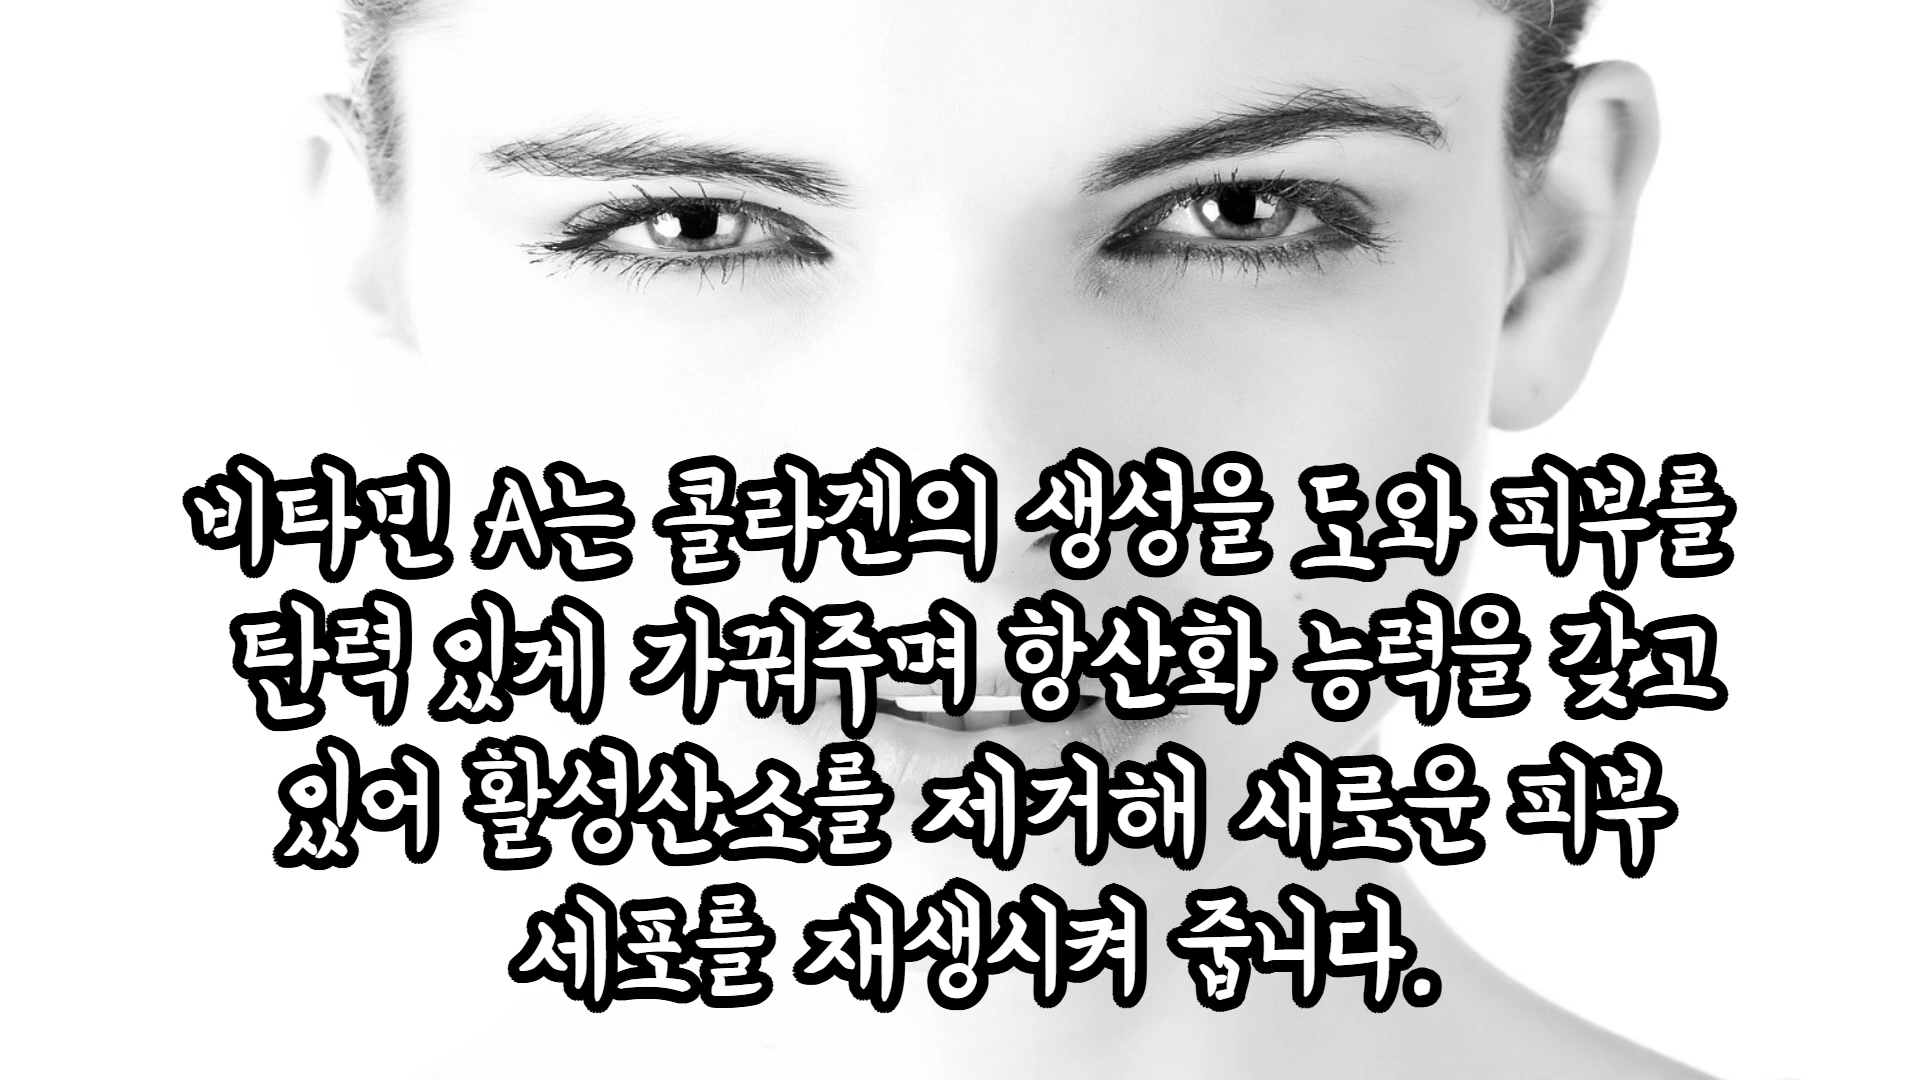 비타민 A는 콜라겐의 생성을 도와 피부를
탄력 있게 가꿔주며 항산화 능력을 갖고
있어 활성산소를 제거해 새로운 피부
세포를 재생시켜 줍니다.